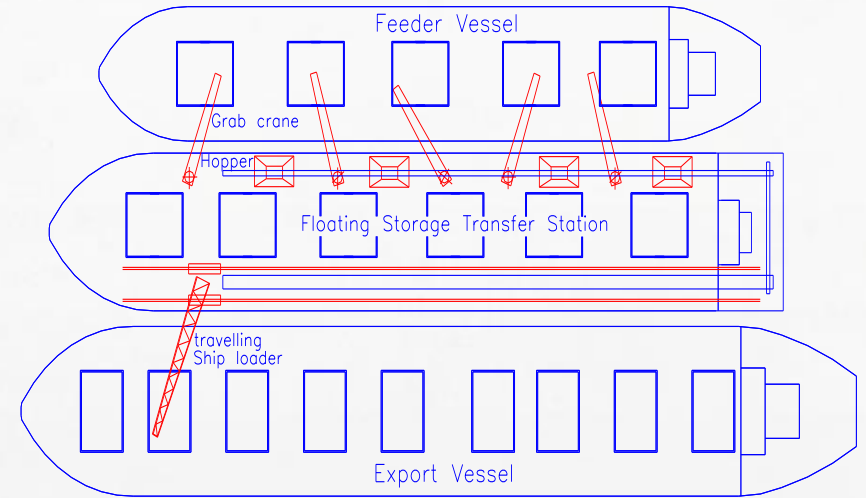 Feeder Vessel
Grab crane
Hopper
Floating Storage Transfer Station
travelling
Ship loader
Export Vessel